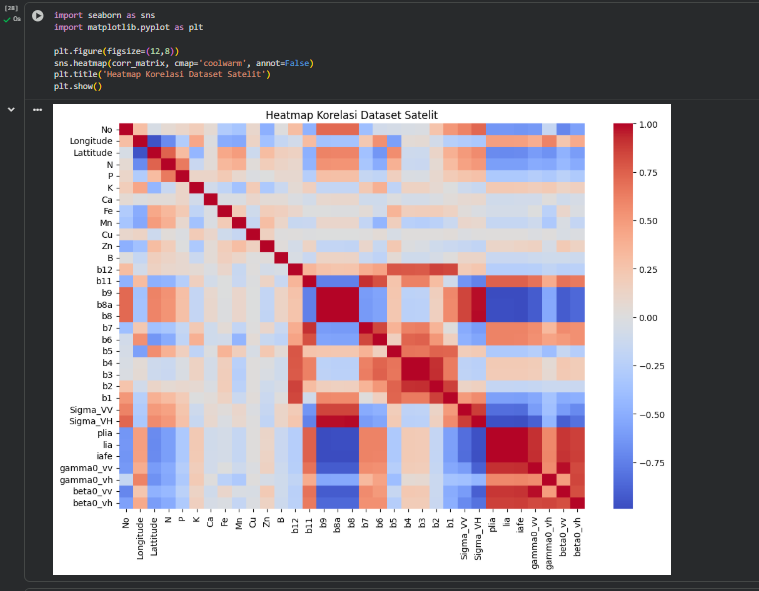 [28]
0s
import seaborn as sns
import matplotlib.pyplot as plt
plt.figure(figsize=(12,8))
sns.heatmap(corr_matrix, cmap='coolwarm', annot=False)
plt.title('Heatmap Korelasi Dataset Satelit')
plt.show()
Heatmap Korelasi Dataset Satelit
No
Longitude
Lattitude
N
P
K
Ca
Fe
Mn
Cu
Zn
B
b12
b11
b9
b8a
b8
b7
b6
b5
b4
b3
b2
b1
Sigma_VV
Sigma_VH
plia
lia
iafe
gamma0_vv
gamma0_vh
beta0_vv
beta0_vh
No Longitude Lattitude N P K Ca Fe Mn Cu Zn B b12 b11 b9 b8a b8 b7 b6 b5 b4 b3 b2 b1 Sigma_VV Sigma_VH plia lia iafe gamma0_vv gamma0_vh beta0_vv beta0_vh
1.00
0.75
0.50
0.25
0.00
−0.25
−0.50
−0.75